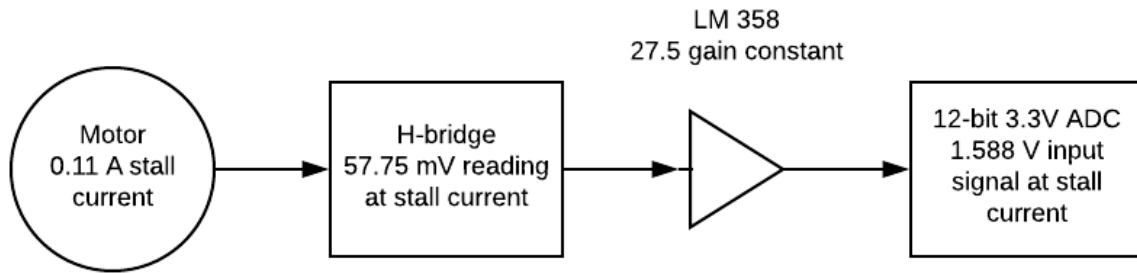 LM 358
27.5 gain constant
Motor
0.11 A stall
current
H-bridge
57.75 mV reading
at stall current
12-bit 3.3V ADC
1.588 V input
signal at stall
current